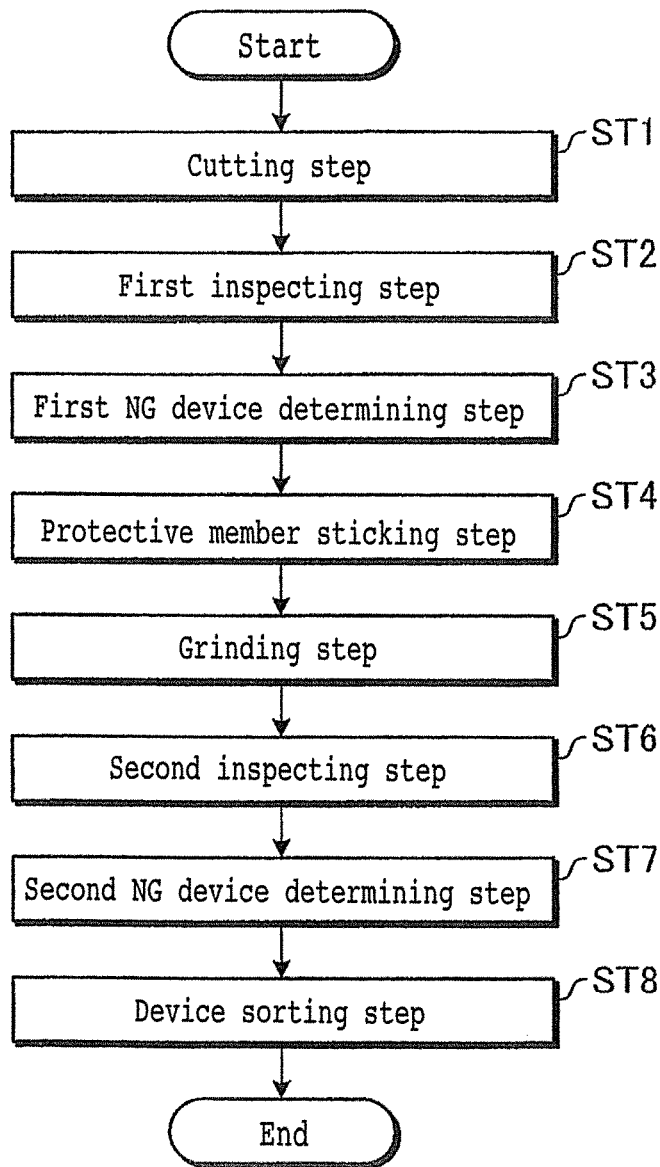 Start
ST1
Cutting step
ST2
First inspecting step
ST3
First NG device determining step
ST4
Protective member sticking step
ST5
Grinding step
ST6
Second inspecting step
ST7
Second NG device determining step
ST8
Device sorting step
End